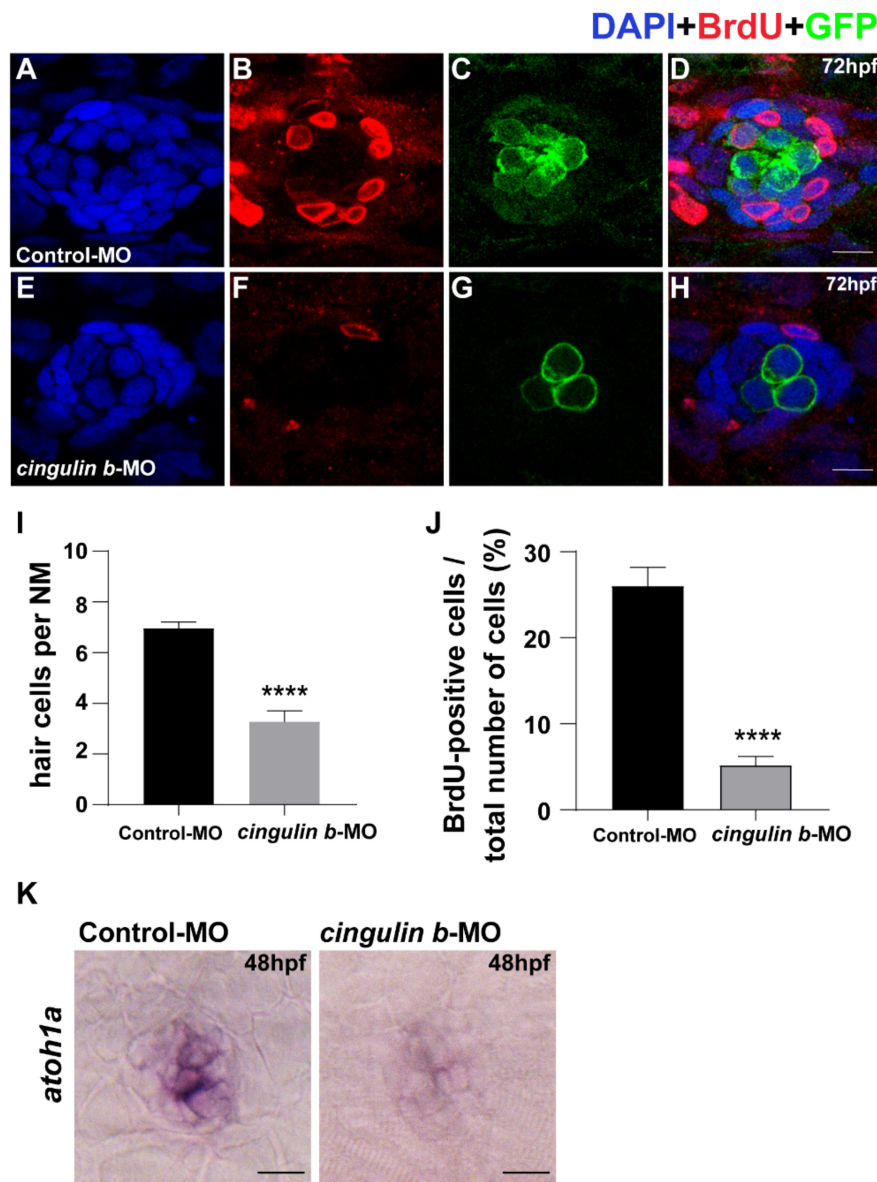 DAPI+BrdU+GFP
A
B
C
D
72hpf
Control-MO
E
F
G
H
72hpf
cingulin b-MO
I
hair cells per NM
10
8
6
4
2
0
****
Control-MO
cingulin b-MO
J
BrdU-positive cells /
total number of cells (%)
30
20
10
0
****
Control-MO
cingulin b-MO
K
Control-MO
cingulin b-MO
48hpf
48hpf
atoh1a